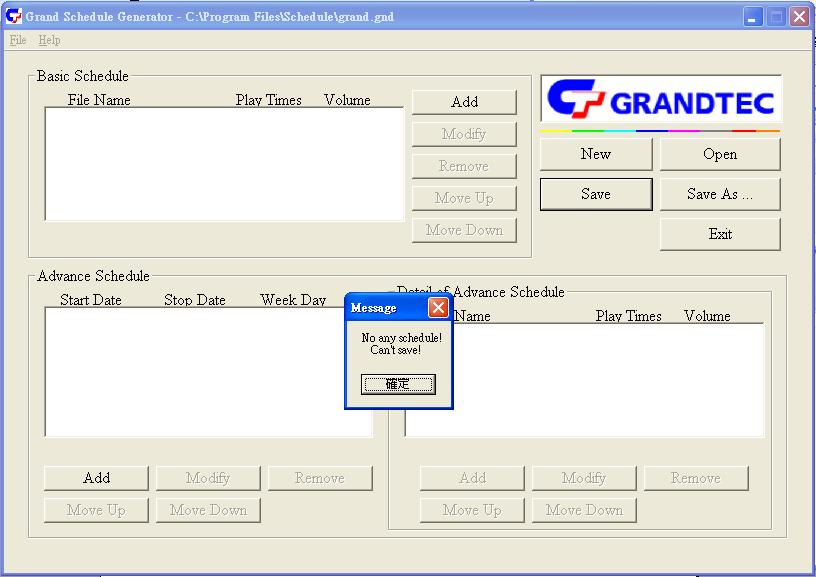 Grand Schedule Generator - C:\Program Files\Schedule\grand.gnd
File Help
Basic Schedule
File Name Play Times Volume
Add
Modify
Remove
Move Up
Move Down
GRANDTEC
New Open
Save Save As ...
Exit
Advance Schedule
Start Date Stop Date Week Day
Add Modify Remove
Move Up Move Down
Detail of Advance Schedule
Name Play Times Volume
Add Modify Remove
Move Up Move Down
Message
No any schedule!
Can't save!
確定